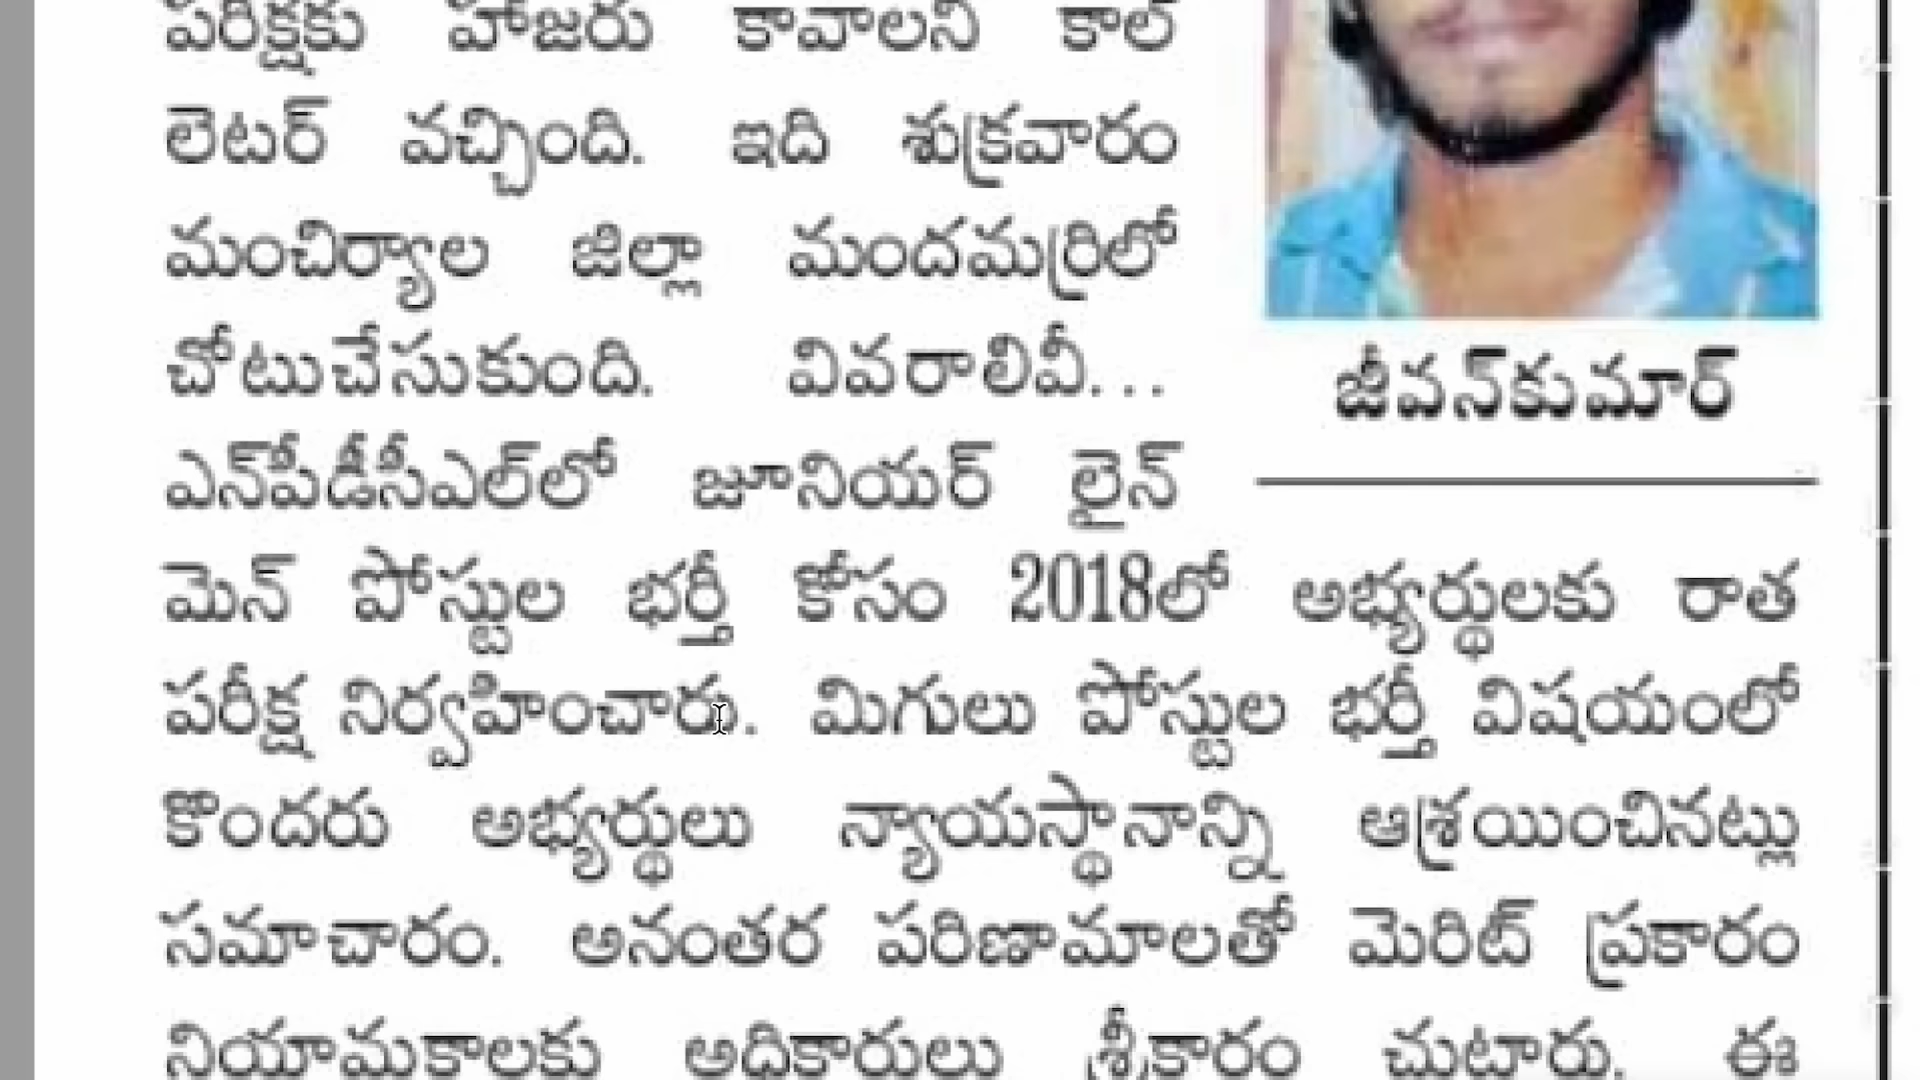 పరీక్షకు హాజరు కావాలని కాల్
లెటర్ వచ్చింది. ఇది శుక్రవారం
మంచిర్యాల జిల్లా మందమర్రిలో
చోటుచేసుకుంది. వివరాలివీ...
జీవన్‌కుమార్
ఎన్‌పీడీసీఎల్‌లో జూనియర్ లైన్
మెన్ పోస్టుల భర్తీ కోసం 2018లో అభ్యర్థులకు రాత
పరీక్ష నిర్వహించారు. మిగులు పోస్టుల భర్తీ విషయంలో
కొందరు అభ్యర్థులు న్యాయస్థానాన్ని ఆశ్రయించినట్లు
సమాచారం. అనంతర పరిణామాలతో మెరిట్ ప్రకారం
నియామకాలకు అధికారులు శ్రీకారం చుట్టారు. ఈ